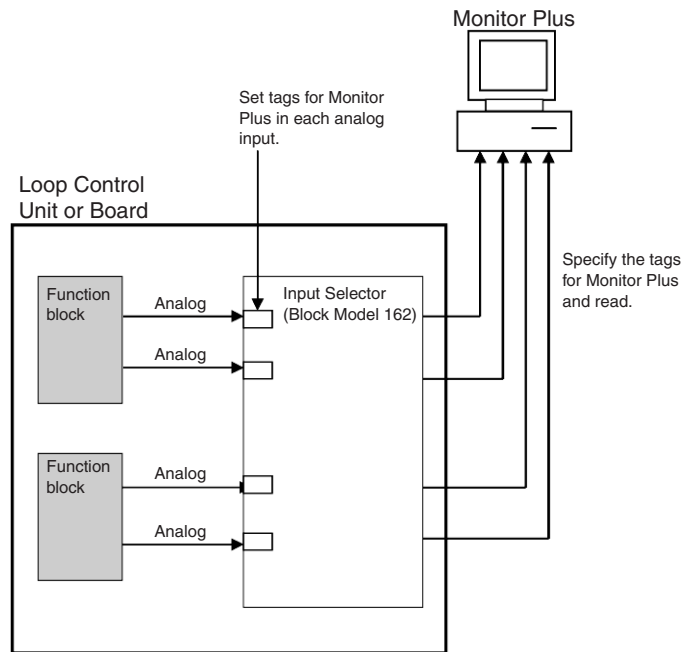 Monitor Plus
Set tags for Monitor
Plus in each analog
input.
Loop Control
Unit or Board
Specify the tags
for Monitor Plus
and read.
Function
block
Analog
Input Selector
(Block Model 162)
Analog
Function
block
Analog
Analog